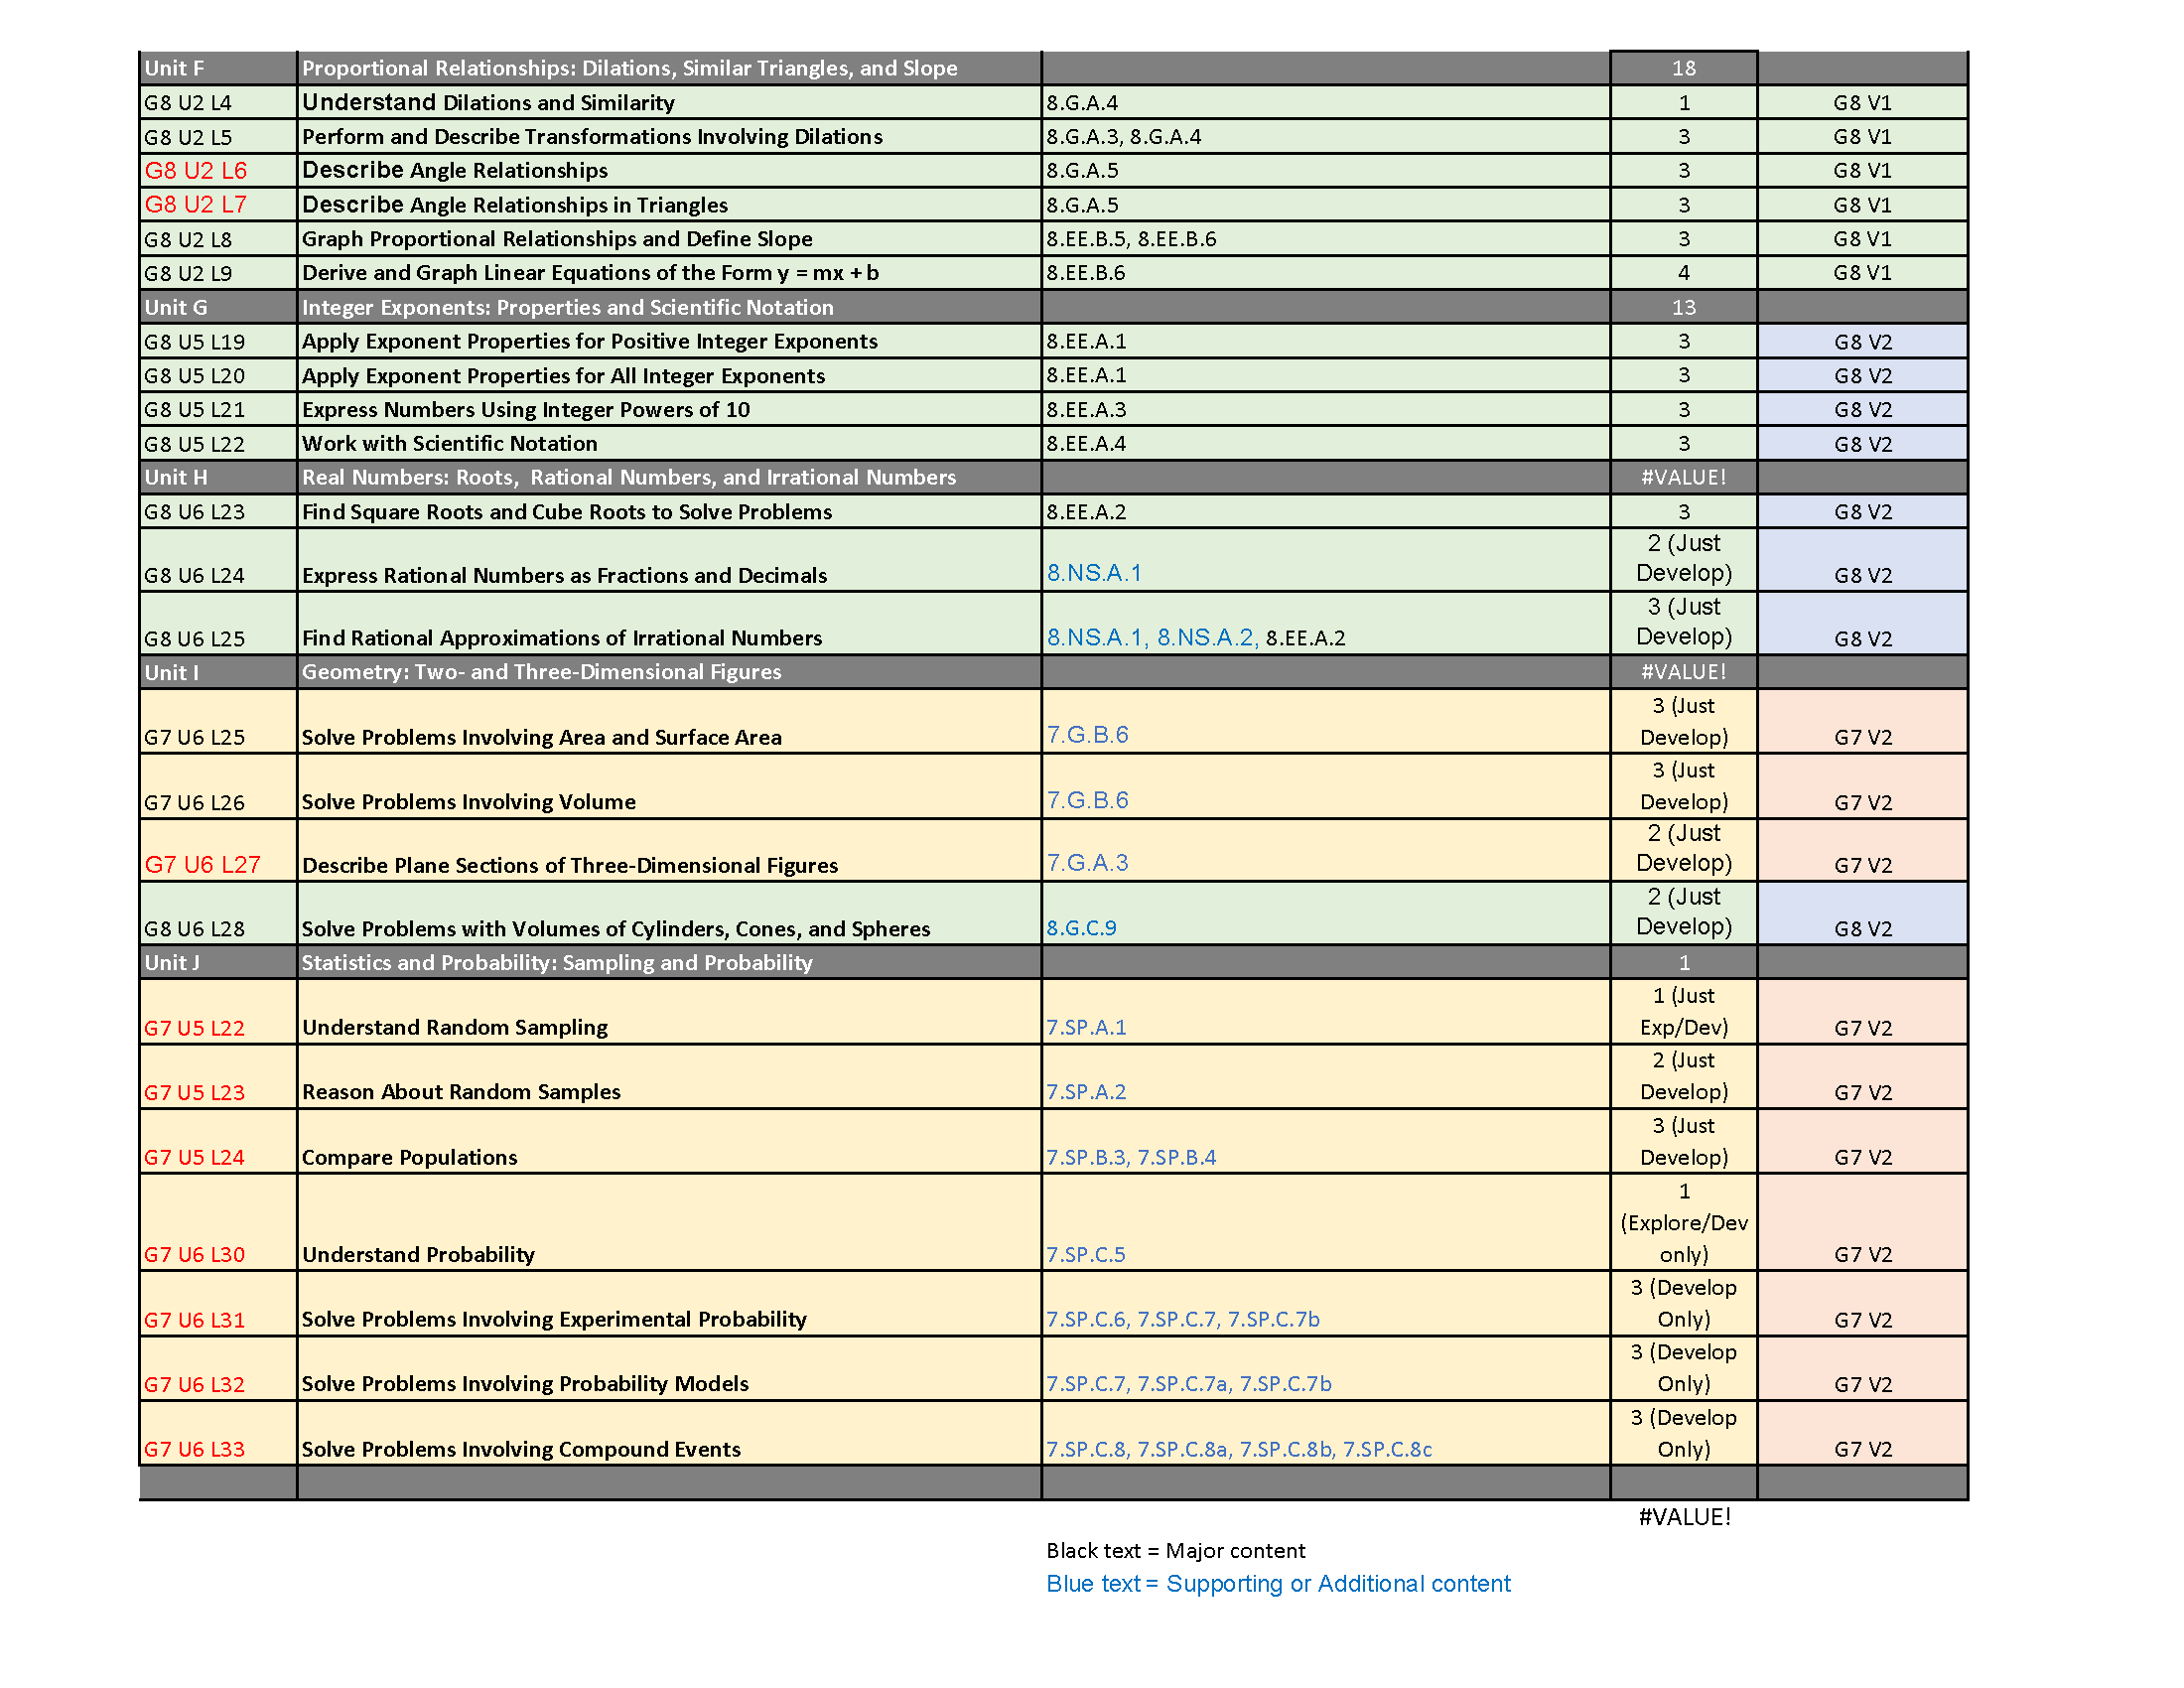 Unit F Proportional Relationships: Dilations, Similar Triangles, and Slope 18
G8 U2 L4 Understand Dilations and Similarity 8.G.A.4 1 G8 V1
G8 U2 L5 Perform and Describe Transformations Involving Dilations 8.G.A.3, 8.G.A.4 3 G8 V1
G8 U2 L6 Describe Angle Relationships 8.G.A.5 3 G8 V1
G8 U2 L7 Describe Angle Relationships in Triangles 8.G.A.5 3 G8 V1
G8 U2 L8 Graph Proportional Relationships and Define Slope 8.EE.B.5, 8.EE.B.6 3 G8 V1
G8 U2 L9 Derive and Graph Linear Equations of the Form y = mx + b 8.EE.B.6 4 G8 V1
Unit G Integer Exponents: Properties and Scientific Notation 13
G8 U5 L19 Apply Exponent Properties for Positive Integer Exponents 8.EE.A.1 3 G8 V2
G8 U5 L20 Apply Exponent Properties for All Integer Exponents 8.EE.A.1 3 G8 V2
G8 U5 L21 Express Numbers Using Integer Powers of 10 8.EE.A.3 3 G8 V2
G8 U5 L22 Work with Scientific Notation 8.EE.A.4 3 G8 V2
Unit H Real Numbers: Roots, Rational Numbers, and Irrational Numbers #VALUE!
G8 U6 L23 Find Square Roots and Cube Roots to Solve Problems 8.EE.A.2 3 G8 V2
2 (Just
G8 U6 L24 Express Rational Numbers as Fractions and Decimals 8.NS.A.1 Develop) G8 V2
3 (Just
G8 U6 L25 Find Rational Approximations of Irrational Numbers 8.NS.A.1, 8.NS.A.2, 8.EE.A.2 Develop) G8 V2
Unit I Geometry: Two- and Three-Dimensional Figures #VALUE!
3 (Just
G7 U6 L25 Solve Problems Involving Area and Surface Area 7.G.B.6 Develop) G7 V2
3 (Just
G7 U6 L26 Solve Problems Involving Volume 7.G.B.6 Develop) G7 V2
2 (Just
G7 U6 L27 Describe Plane Sections of Three-Dimensional Figures 7.G.A.3 Develop) G7 V2
2 (Just
G8 U6 L28 Solve Problems with Volumes of Cylinders, Cones, and Spheres 8.G.C.9 Develop) G8 V2
Unit J Statistics and Probability: Sampling and Probability 1
1 (Just
G7 U5 L22 Understand Random Sampling 7.SP.A.1 Exp/Dev) G7 V2
2 (Just
G7 U5 L23 Reason About Random Samples 7.SP.A.2 Develop) G7 V2
3 (Just
G7 U5 L24 Compare Populations 7.SP.B.3, 7.SP.B.4 Develop) G7 V2
1
(Explore/Dev
G7 U6 L30 Understand Probability 7.SP.C.5 only) G7 V2
3 (Develop
G7 U6 L31 Solve Problems Involving Experimental Probability 7.SP.C.6, 7.SP.C.7, 7.SP.C.7b Only) G7 V2
3 (Develop
G7 U6 L32 Solve Problems Involving Probability Models 7.SP.C.7, 7.SP.C.7a, 7.SP.C.7b Only) G7 V2
3 (Develop
G7 U6 L33 Solve Problems Involving Compound Events 7.SP.C.8, 7.SP.C.8a, 7.SP.C.8b, 7.SP.C.8c Only) G7 V2
#VALUE!
Black text = Major content
Blue text = Supporting or Additional content